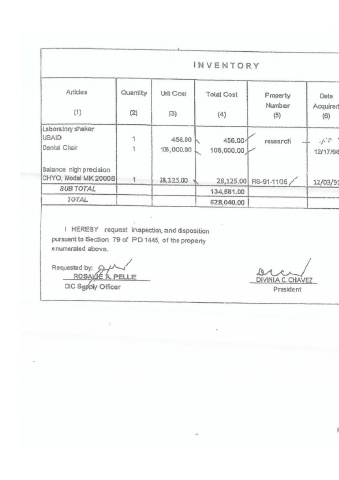 INVENTORY
Articles Quantity Unit Cost Total Cost Property Date
Number Acquired
(1) (2) (3) (4) (5) (6)
Laboratory shaker
USAID 1 456.00 456.00 research
Dental Chair 1 106,000.00 106,000.00 12/17/98
Balance high precision
CHYO, Model MK 2000B 1 28,125.00 28,125.00 RS-91-1105 12/03/9
SUB TOTAL 134,581.00
TOTAL 628,040.00
I HEREBY request inspection, and disposition
pursuant to Section 79 of PD 1445, of the property
enumerated above.
Requested by:
ROSALIE A. PELLE DIVINIA C. CHAVEZ
OIC Supply Officer President